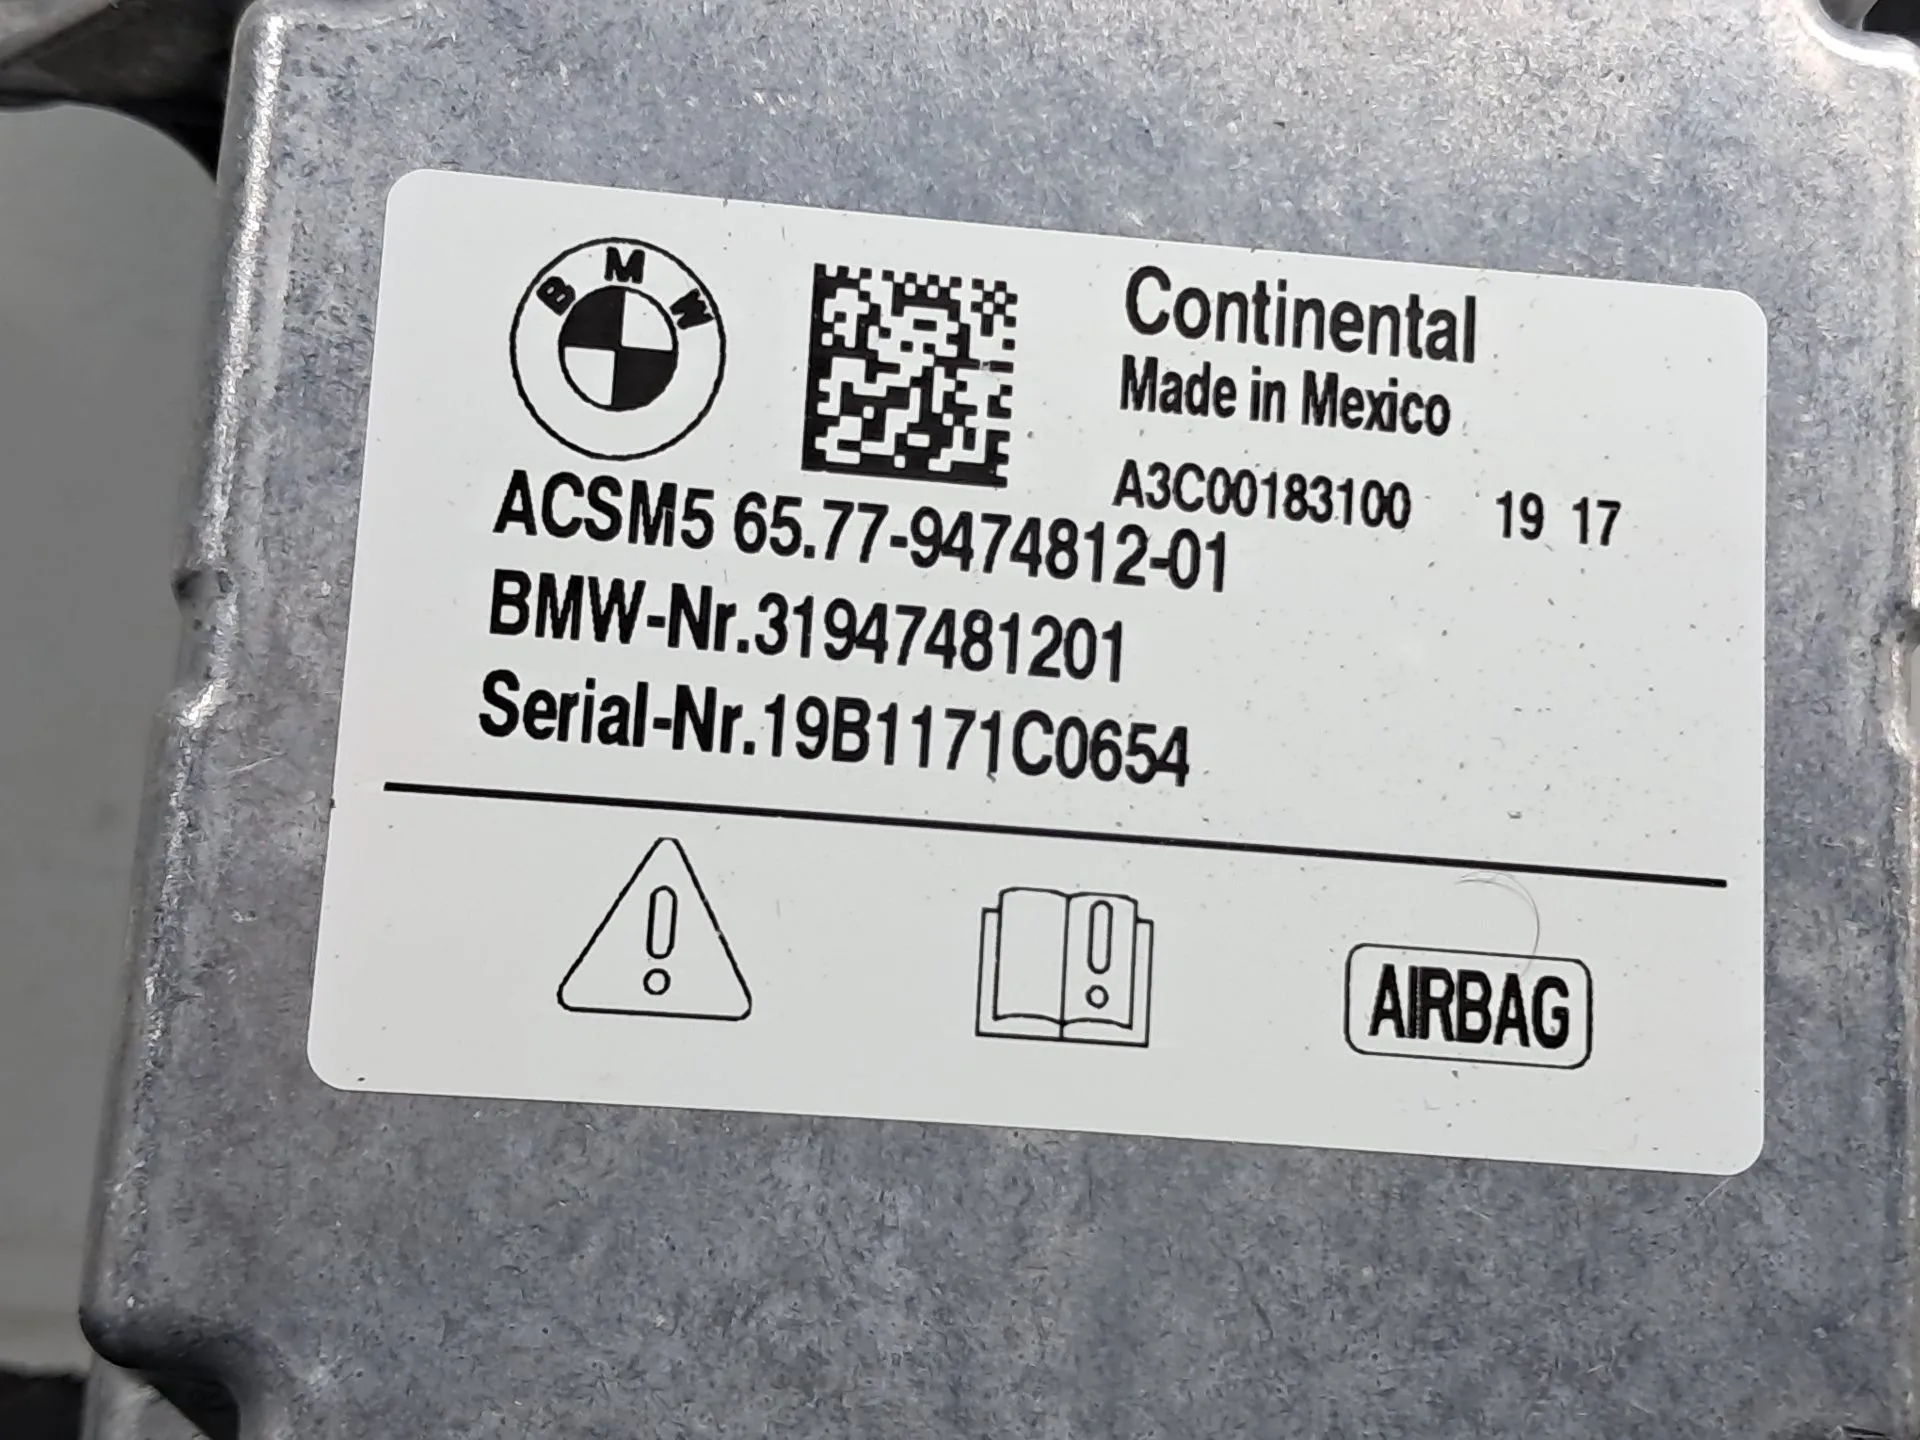 BMW
Continental
Made in Mexico
A3C00183100 19 17
ACSM5 65.77-9474812-01
BMW-Nr.31947481201
Serial-Nr.19B1171C0654
AIRBAG